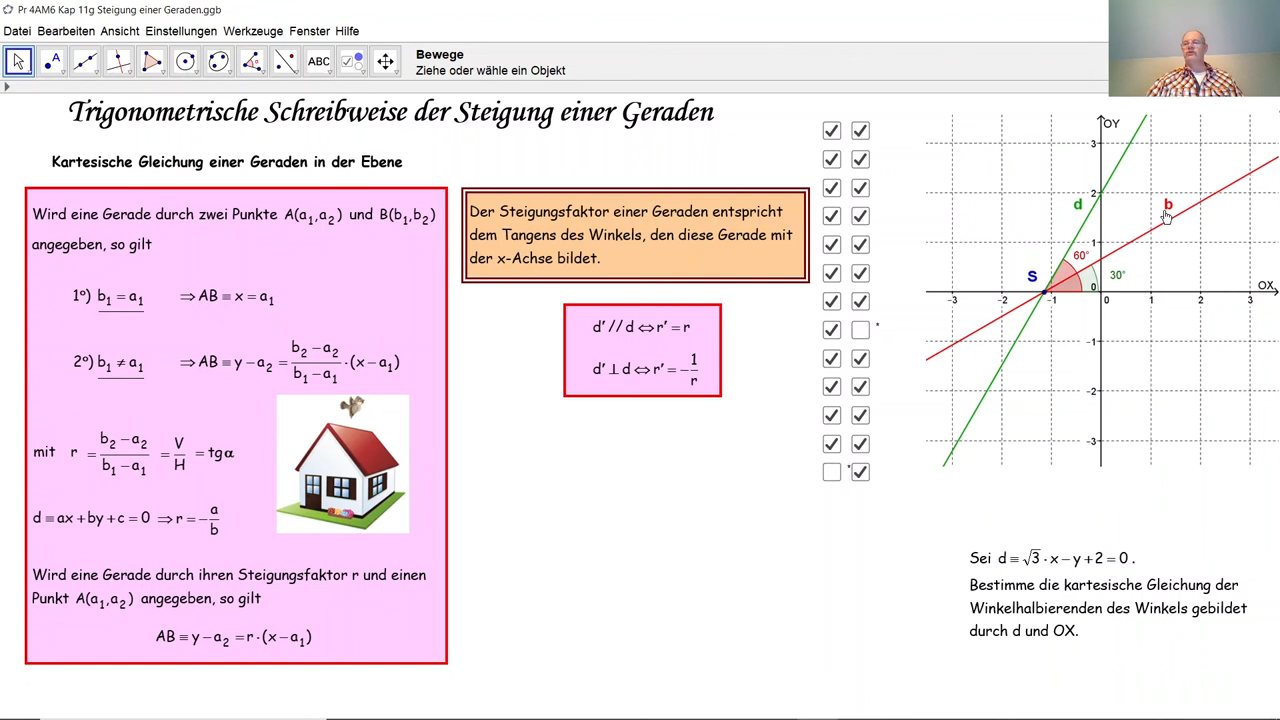 Pr 4AM6 Kap 11g Steigung einer Geraden.ggb
Datei Bearbeiten Ansicht Einstellungen Werkzeuge Fenster Hilfe
A
ABC
Bewege
Ziehe oder wähle ein Objekt
Trigonometrische Schreibweise der Steigung einer Geraden
Kartesische Gleichung einer Geraden in der Ebene
Wird eine Gerade durch zwei Punkte A(a₁,a₂) und B(b₁,b₂)
angegeben, so gilt
1°) b₁ = a₁ ⇒ AB ≡ x = a₁
2°) b₁ ≠ a₁ ⇒ AB ≡ y − a₂ = (b₂ − a₂)/(b₁ − a₁) · (x − a₁)
mit r = (b₂ − a₂)/(b₁ − a₁) = V/H = tgα
d ≡ ax + by + c = 0 ⇒ r = −a/b
Wird eine Gerade durch ihren Steigungsfaktor r und einen
Punkt A(a₁,a₂) angegeben, so gilt
AB ≡ y − a₂ = r · (x − a₁)
Der Steigungsfaktor einer Geraden entspricht
dem Tangens des Winkels, den diese Gerade mit
der x-Achse bildet.
d' // d ⇔ r' = r
d' ⊥ d ⇔ r' = −1/r
OY
3
2
d
b
1
60°
30°
S
0
OX
−3 −2 −1 0 1 2 3
−1
−2
−3
Sei d ≡ √3 · x − y + 2 = 0 .
Bestimme die kartesische Gleichung der
Winkelhalbierenden des Winkels gebildet
durch d und OX.